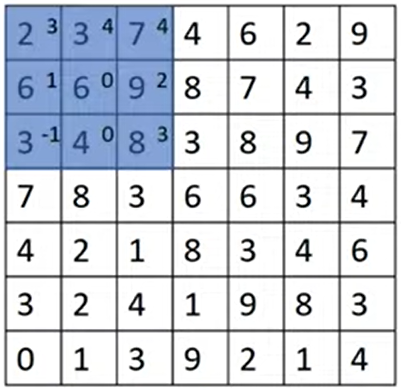 2 3 3 4 7 4 4 6 2 9
6 1 6 0 9 2 8 7 4 3
3 -1 4 0 8 3 3 8 9 7
7 8 3 6 6 3 4
4 2 1 8 3 4 6
3 2 4 1 9 8 3
0 1 3 9 2 1 4